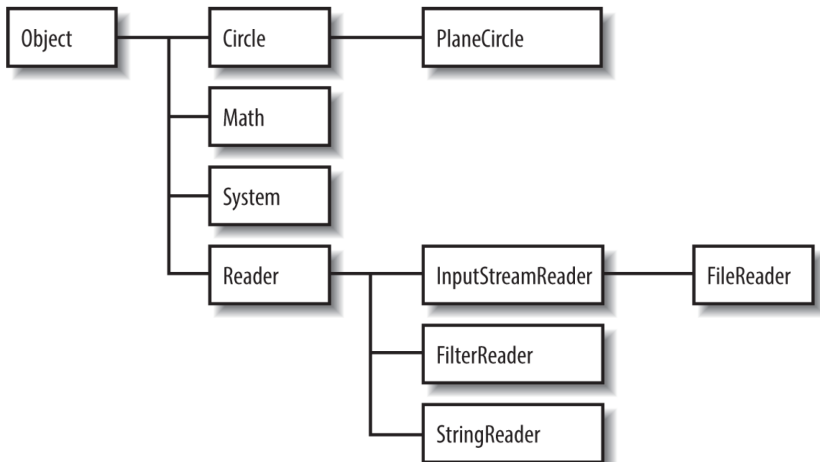 Object
Circle
PlaneCircle
Math
System
Reader
InputStreamReader
FileReader
FilterReader
StringReader